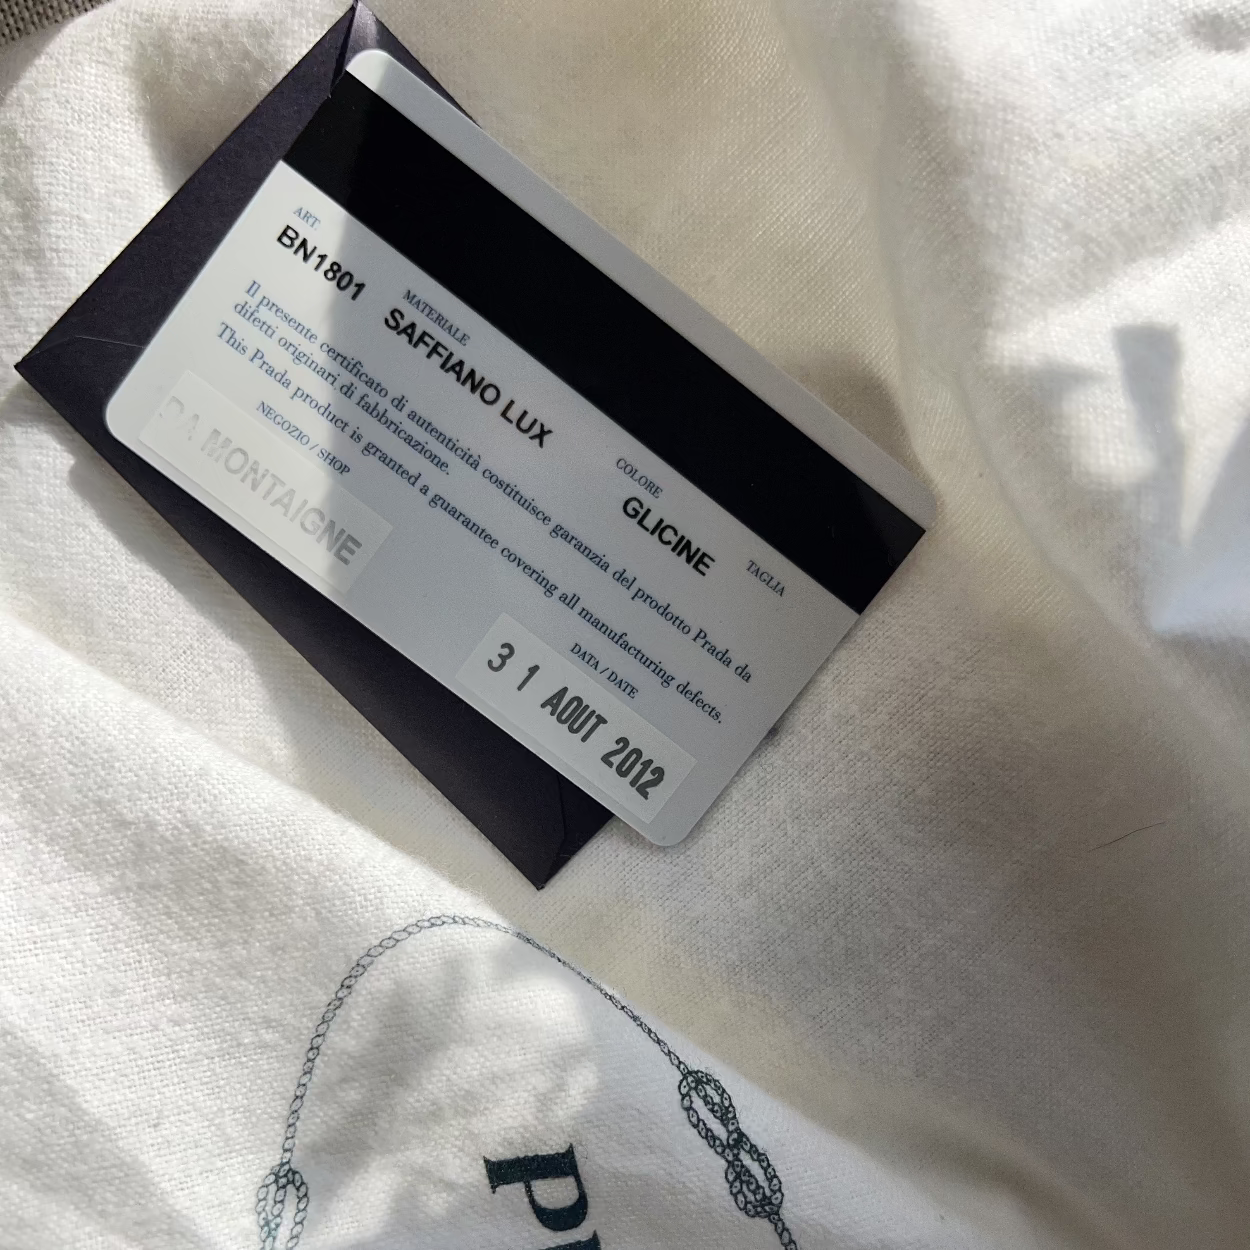 ART.
BN1801
MATERIALE
SAFFIANO LUX
COLORE
GLICINE
TAGLIA
Il presente certificato di autenticità costituisce garanzia del prodotto Prada da
difetti originari di fabbricazione.
This Prada product is granted a guarantee covering all manufacturing defects.
NEGOZIO / SHOP
MONTAIGNE
DATA / DATE
3 1 AOUT 2012